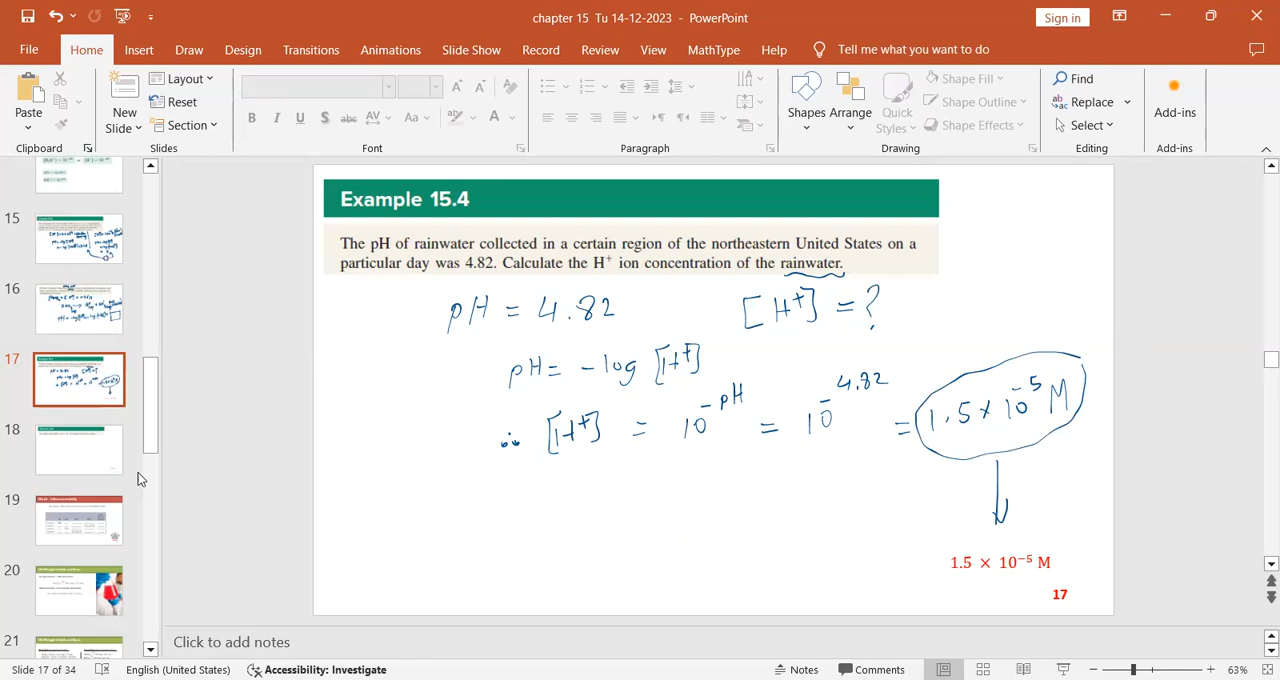 chapter 15 Tu 14-12-2023 - PowerPoint
Sign in
File Home Insert Draw Design Transitions Animations Slide Show Record Review View MathType Help Tell me what you want to do
Paste
Clipboard
New Slide
Layout
Reset
Section
Slides
B I U S abc AV Aa A
Font
Paragraph
Shapes Arrange Quick Styles
Shape Fill
Shape Outline
Shape Effects
Drawing
Find
Replace
Select
Editing
Add-ins
Add-ins
15
16
17
18
19
20
21
Example 15.4
The pH of rainwater collected in a certain region of the northeastern United States on a
particular day was 4.82. Calculate the H⁺ ion concentration of the rainwater.
pH = 4.82 [H⁺] = ?
pH = -log [H⁺]
∴ [H⁺] = 10^-pH = 10^-4.82 = 1.5 × 10⁻⁵ M
1.5 × 10⁻⁵ M
17
Click to add notes
Slide 17 of 34 English (United States) Accessibility: Investigate Notes Comments 63%